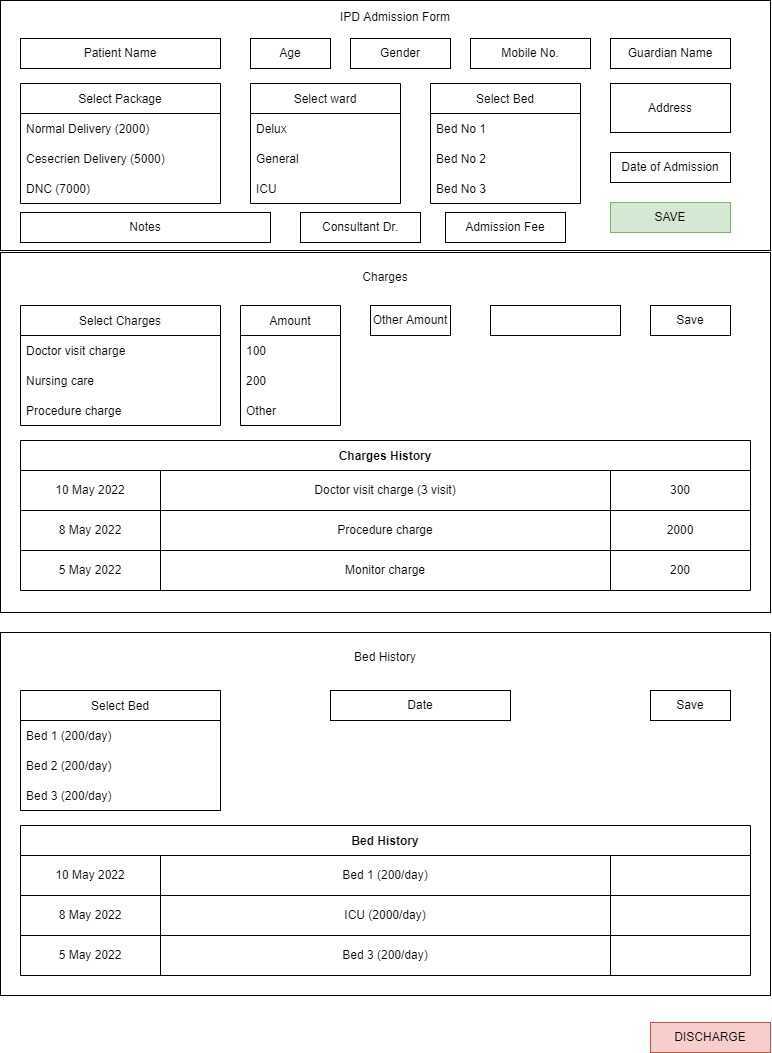 IPD Admission Form
Patient Name
Age
Gender
Mobile No.
Guardian Name
Select Package
Normal Delivery (2000)
Cesecrien Delivery (5000)
DNC (7000)
Select ward
Delux
General
ICU
Select Bed
Bed No 1
Bed No 2
Bed No 3
Address
Date of Admission
SAVE
Notes
Consultant Dr.
Admission Fee
Charges
Select Charges
Doctor visit charge
Nursing care
Procedure charge
Amount
100
200
Other
Other Amount
Save
Charges History
10 May 2022 Doctor visit charge (3 visit) 300
8 May 2022 Procedure charge 2000
5 May 2022 Monitor charge 200
Bed History
Select Bed
Bed 1 (200/day)
Bed 2 (200/day)
Bed 3 (200/day)
Date
Save
Bed History
10 May 2022 Bed 1 (200/day)
8 May 2022 ICU (2000/day)
5 May 2022 Bed 3 (200/day)
DISCHARGE